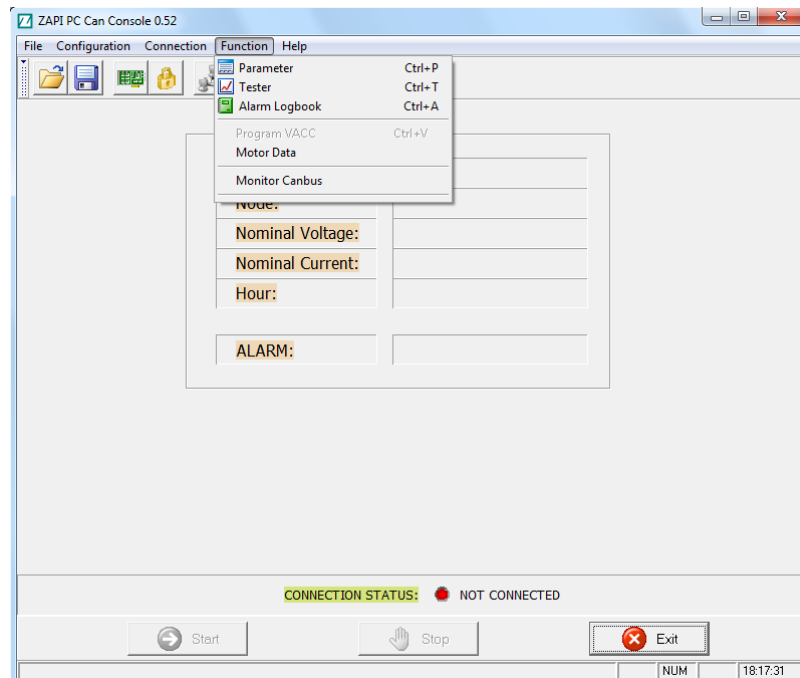 ZAPI PC Can Console 0.52
File Configuration Connection Function Help
Parameter Ctrl+P
Tester Ctrl+T
Alarm Logbook Ctrl+A
Program VACC Ctrl+V
Motor Data
Monitor Canbus
Node:
Nominal Voltage:
Nominal Current:
Hour:
ALARM:
CONNECTION STATUS: NOT CONNECTED
Start Stop Exit
NUM 18:17:31